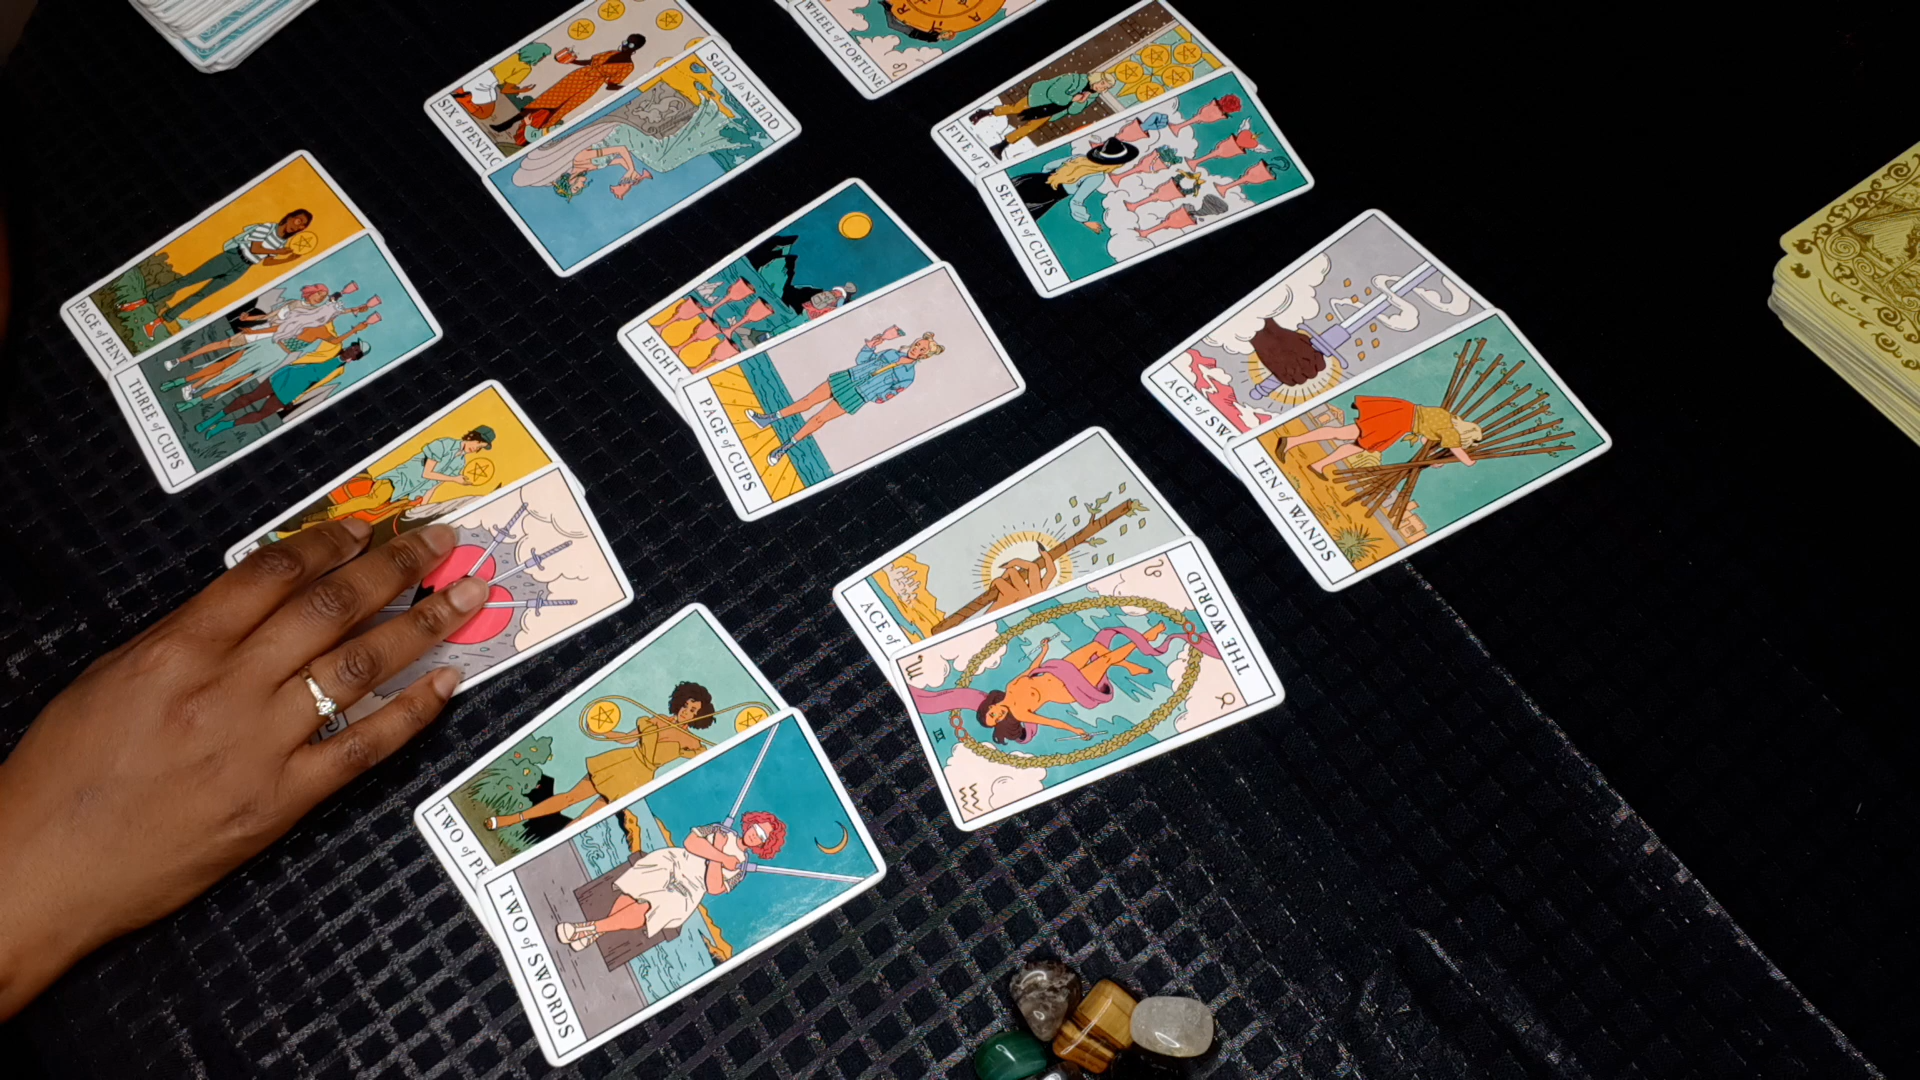 WHEEL of FORTUNE
SIX of PENTAC
QUEEN of CUPS
FIVE of P
SEVEN of CUPS
PAGE of PENT
THREE of CUPS
EIGHT
PAGE of CUPS
ACE of SWO
TEN of WANDS
ACE of
THE WORLD
TWO of PE
TWO of SWORDS